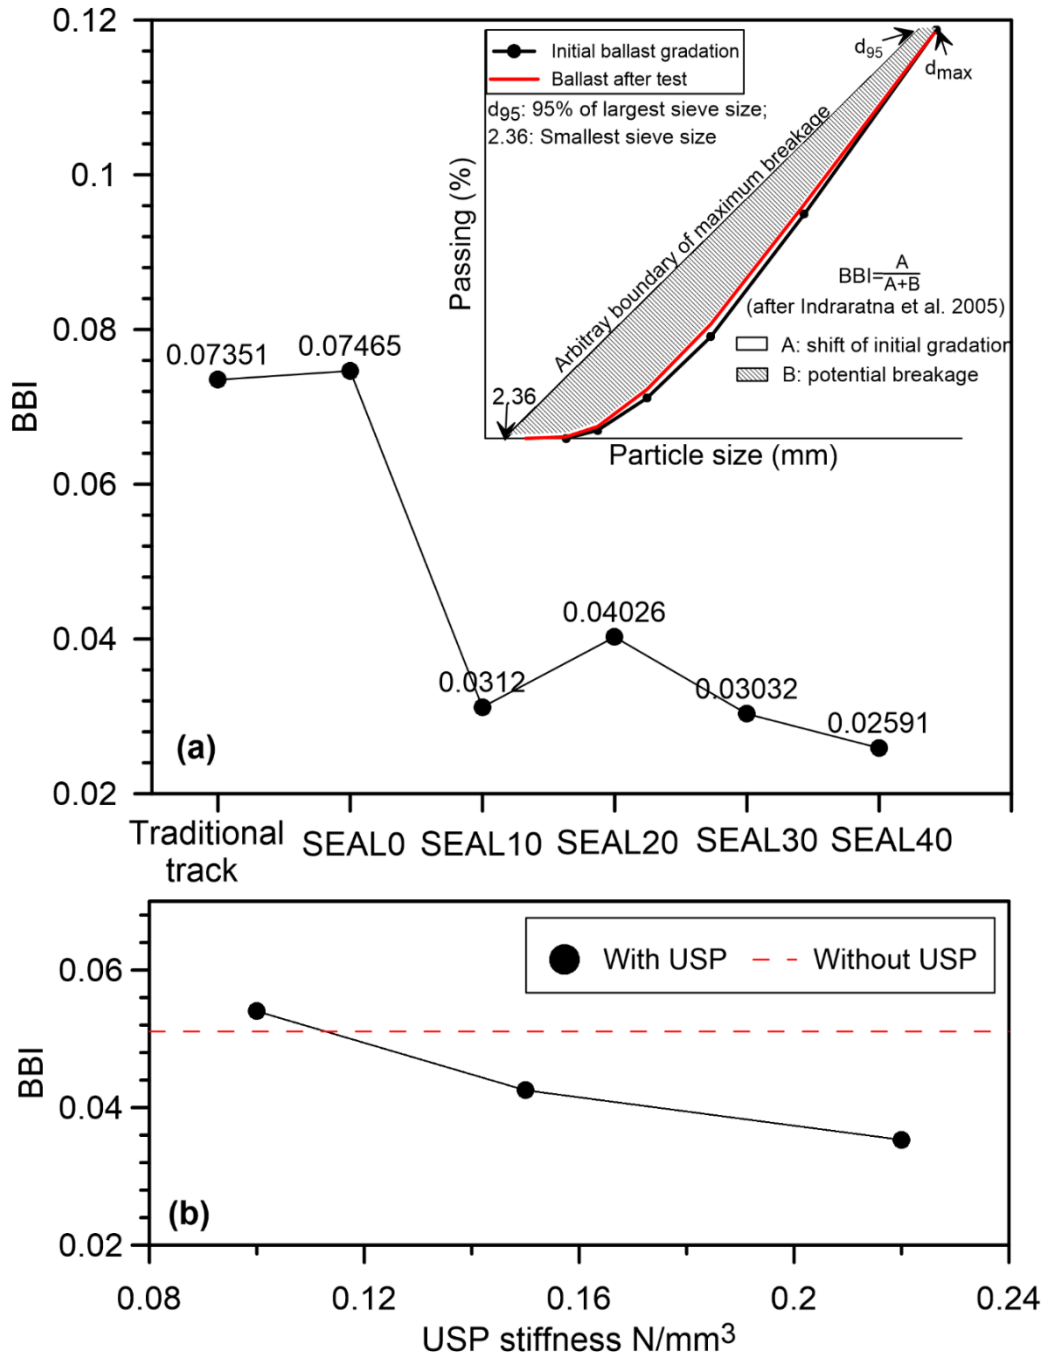 0.12
0.1
0.08
0.06
0.04
0.02
BBI
Initial ballast gradation
Ballast after test
d95: 95% of largest sieve size;
2.36: Smallest sieve size
d95
dmax
Passing (%)
Arbitray boundary of maximum breakage
BBI=A/A+B
(after Indraratna et al. 2005)
A: shift of initial gradation
B: potential breakage
2.36
Particle size (mm)
0.07351
0.07465
0.0312
0.04026
0.03032
0.02591
(a)
Traditional
track
SEAL0
SEAL10
SEAL20
SEAL30
SEAL40
With USP
Without USP
0.06
0.04
0.02
BBI
(b)
0.08
0.12
0.16
0.2
0.24
USP stiffness N/mm3